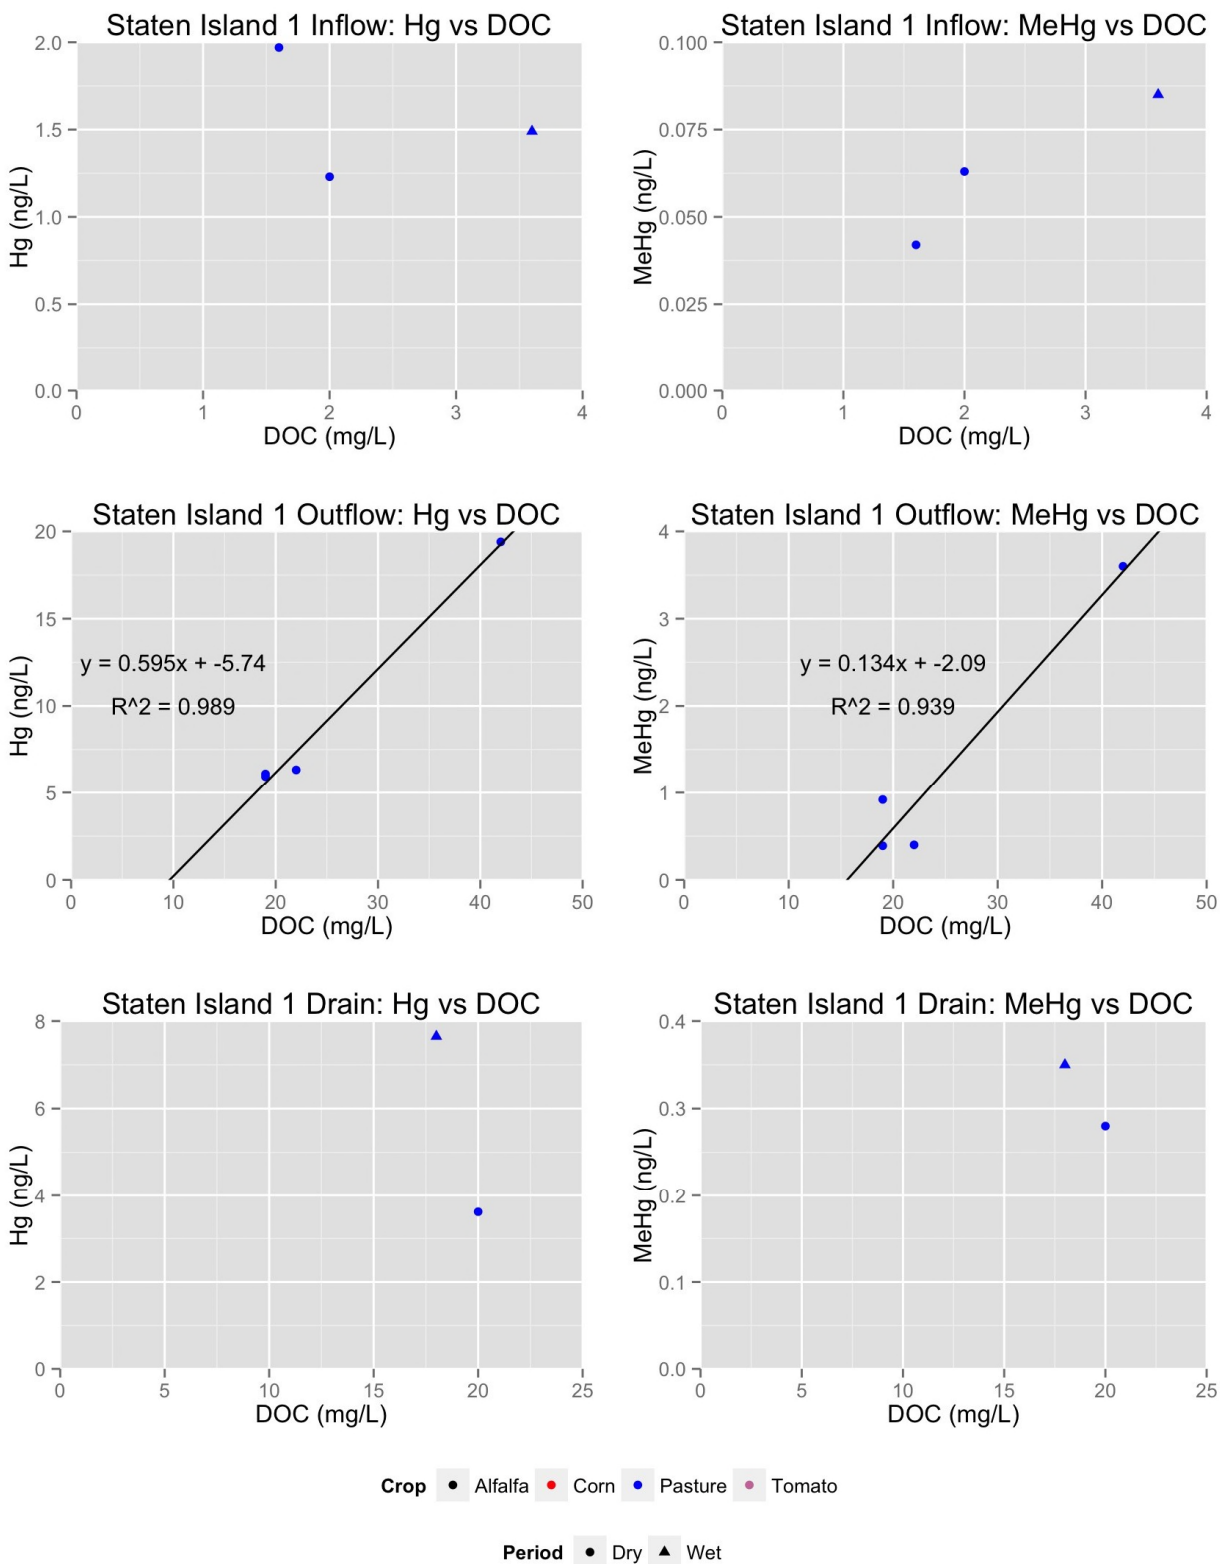 Staten Island 1 Inflow: Hg vs DOC
2.0
1.5
1.0
0.5
0.0
Hg (ng/L)
0 1 2 3 4
DOC (mg/L)
Staten Island 1 Inflow: MeHg vs DOC
0.100
0.075
0.050
0.025
0.000
MeHg (ng/L)
0 1 2 3 4
DOC (mg/L)
Staten Island 1 Outflow: Hg vs DOC
20
15
10
5
0
Hg (ng/L)
y = 0.595x + -5.74
R^2 = 0.989
0 10 20 30 40 50
DOC (mg/L)
Staten Island 1 Outflow: MeHg vs DOC
4
3
2
1
0
MeHg (ng/L)
y = 0.134x + -2.09
R^2 = 0.939
0 10 20 30 40 50
DOC (mg/L)
Staten Island 1 Drain: Hg vs DOC
8
6
4
2
0
Hg (ng/L)
0 5 10 15 20 25
DOC (mg/L)
Staten Island 1 Drain: MeHg vs DOC
0.4
0.3
0.2
0.1
0.0
MeHg (ng/L)
0 5 10 15 20 25
DOC (mg/L)
Crop Alfalfa Corn Pasture Tomato
Period Dry Wet